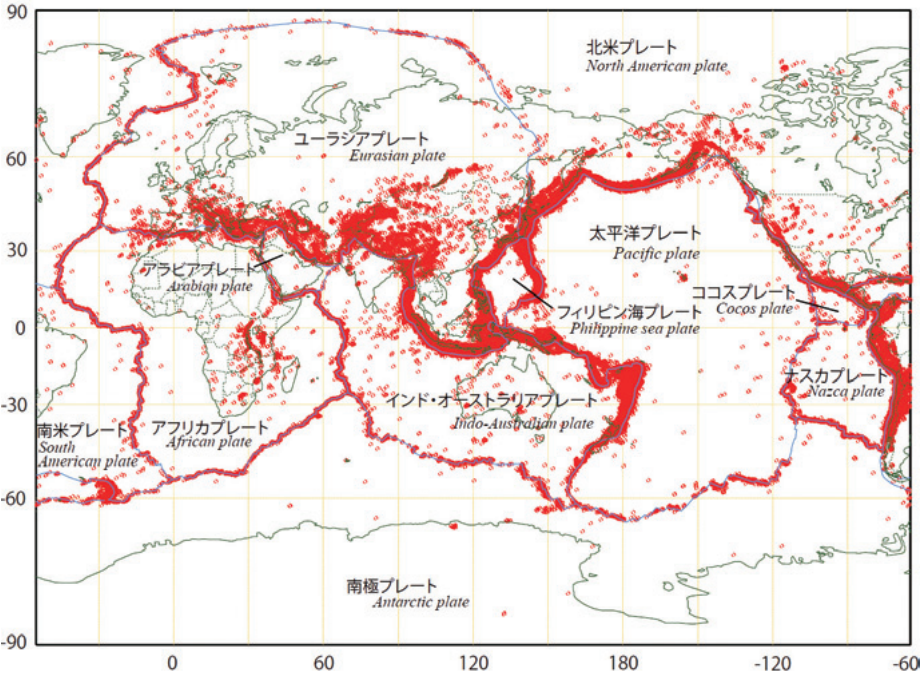 90
60
30
0
-30
-60
-90
0
60
120
180
-120
-60
北米プレート
North American plate
ユーラシアプレート
Eurasian plate
太平洋プレート
Pacific plate
アラビアプレート
Arabian plate
フィリピン海プレート
Philippine sea plate
ココスプレート
Cocos plate
ナスカプレート
Nazca plate
インド・オーストラリアプレート
Indo-Australian plate
アフリカプレート
African plate
南米プレート
South
American plate
南極プレート
Antarctic plate